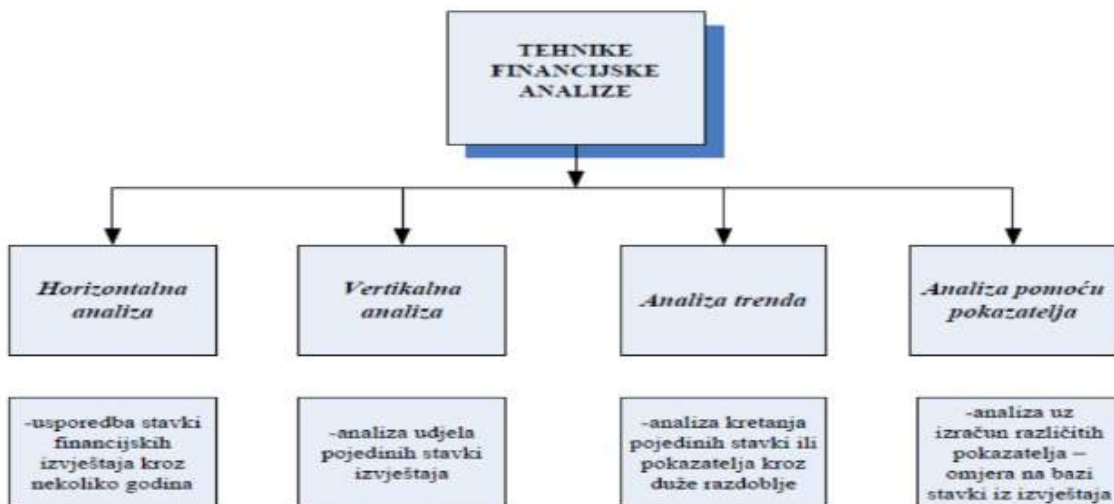 TEHNIKE
FINANCIJSKE
ANALIZE
Horizontalna
analiza
Vertikalna
analiza
Analiza trenda
Analiza pomoću
pokazatelja
-usporedba stavki
financijskih
izvještaja kroz
nekoliko godina
-analiza udjela
pojedinih stavki
izvještaja
-analiza kretanja
pojedinih stavki ili
pokazatelja kroz
duže razdoblje
-analiza uz
izračun različitih
pokazatelja –
omjera na bazi
stavki iz izvještaja